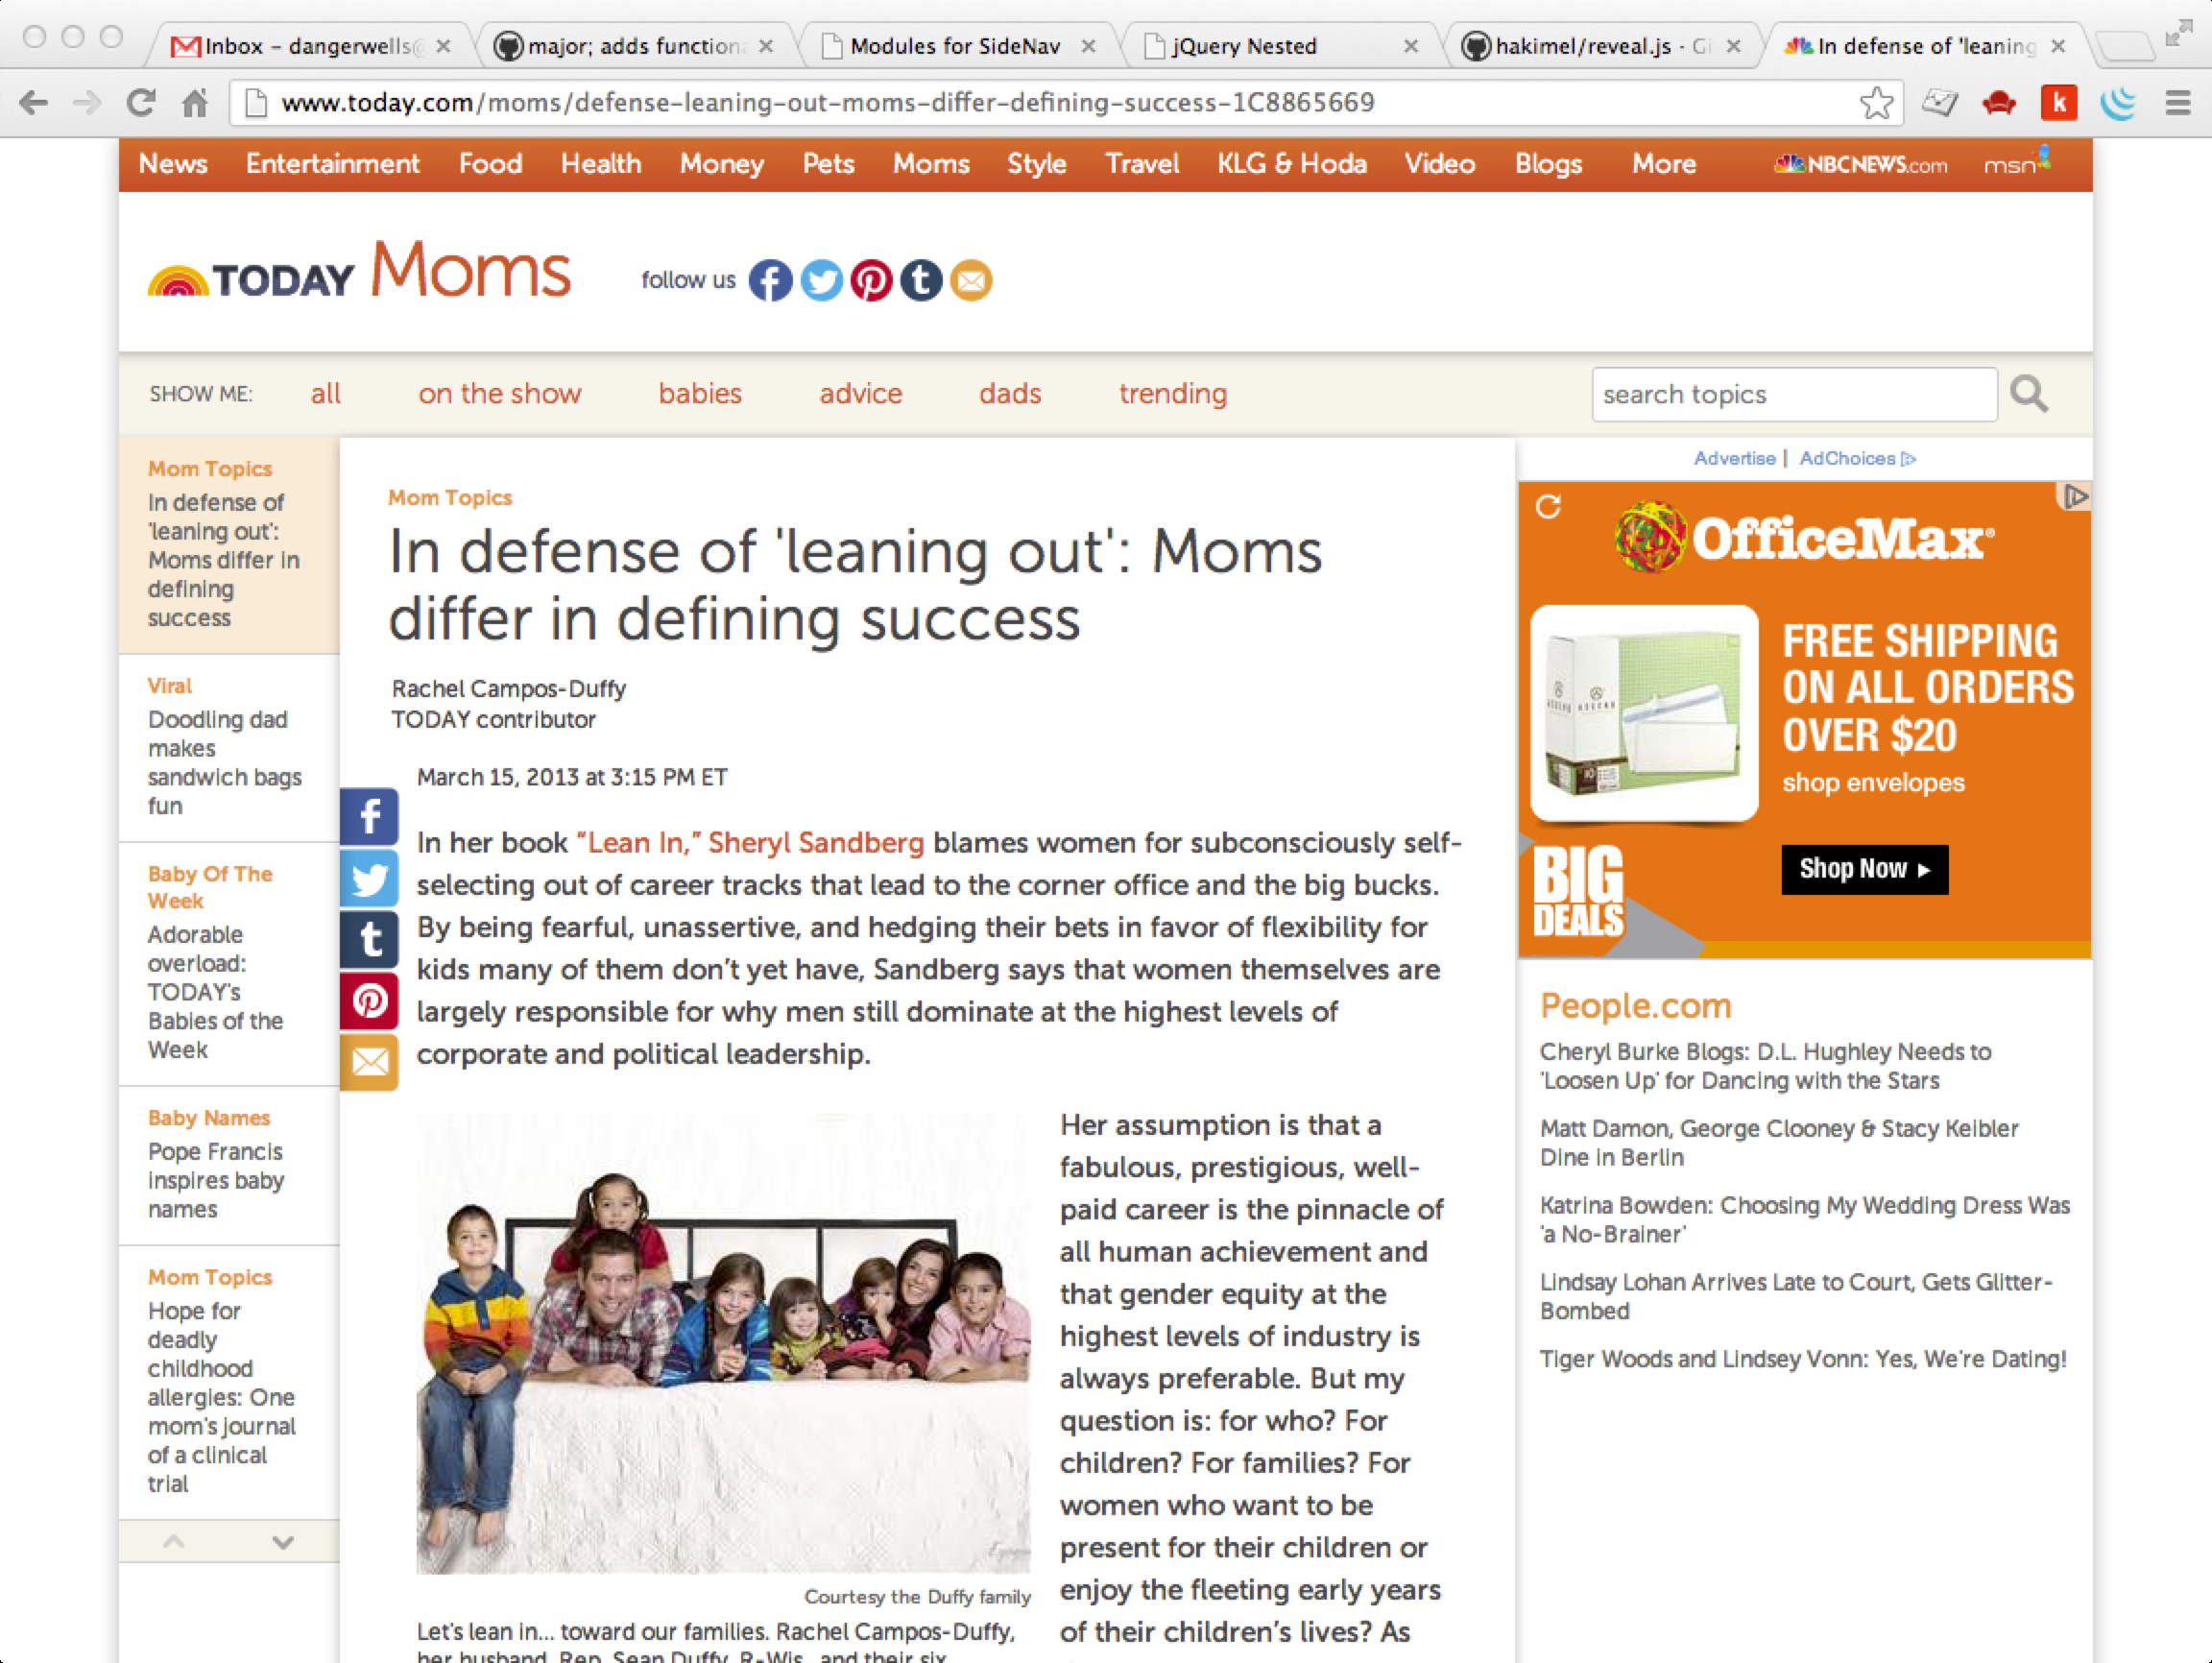 Inbox – dangerwells@
major; adds function
Modules for SideNav
jQuery Nested
hakimel/reveal.js · Gi
In defense of 'leaning
www.today.com/moms/defense-leaning-out-moms-differ-defining-success-1C8865669
News Entertainment Food Health Money Pets Moms Style Travel KLG & Hoda Video Blogs More NBCNEWS.com msn
TODAY Moms
follow us
SHOW ME: all on the show babies advice dads trending
search topics
Mom Topics
In defense of
'leaning out':
Moms differ in
defining
success
Viral
Doodling dad
makes
sandwich bags
fun
Baby Of The
Week
Adorable
overload:
TODAY's
Babies of the
Week
Baby Names
Pope Francis
inspires baby
names
Mom Topics
Hope for
deadly
childhood
allergies: One
mom's journal
of a clinical
trial
Mom Topics
In defense of 'leaning out': Moms
differ in defining success
Rachel Campos-Duffy
TODAY contributor
March 15, 2013 at 3:15 PM ET
In her book “Lean In,” Sheryl Sandberg blames women for subconsciously self-
selecting out of career tracks that lead to the corner office and the big bucks.
By being fearful, unassertive, and hedging their bets in favor of flexibility for
kids many of them don’t yet have, Sandberg says that women themselves are
largely responsible for why men still dominate at the highest levels of
corporate and political leadership.
Courtesy the Duffy family
Let's lean in... toward our families. Rachel Campos-Duffy,
her husband, Rep. Sean Duffy, R-Wis., and their six
Her assumption is that a
fabulous, prestigious, well-
paid career is the pinnacle of
all human achievement and
that gender equity at the
highest levels of industry is
always preferable. But my
question is: for who? For
children? For families? For
women who want to be
present for their children or
enjoy the fleeting early years
of their children’s lives? As
Advertise | AdChoices
OfficeMax®
FREE SHIPPING
ON ALL ORDERS
OVER $20
shop envelopes
Shop Now
BIG
DEALS
People.com
Cheryl Burke Blogs: D.L. Hughley Needs to
'Loosen Up' for Dancing with the Stars
Matt Damon, George Clooney & Stacy Keibler
Dine in Berlin
Katrina Bowden: Choosing My Wedding Dress Was
'a No-Brainer'
Lindsay Lohan Arrives Late to Court, Gets Glitter-
Bombed
Tiger Woods and Lindsey Vonn: Yes, We're Dating!